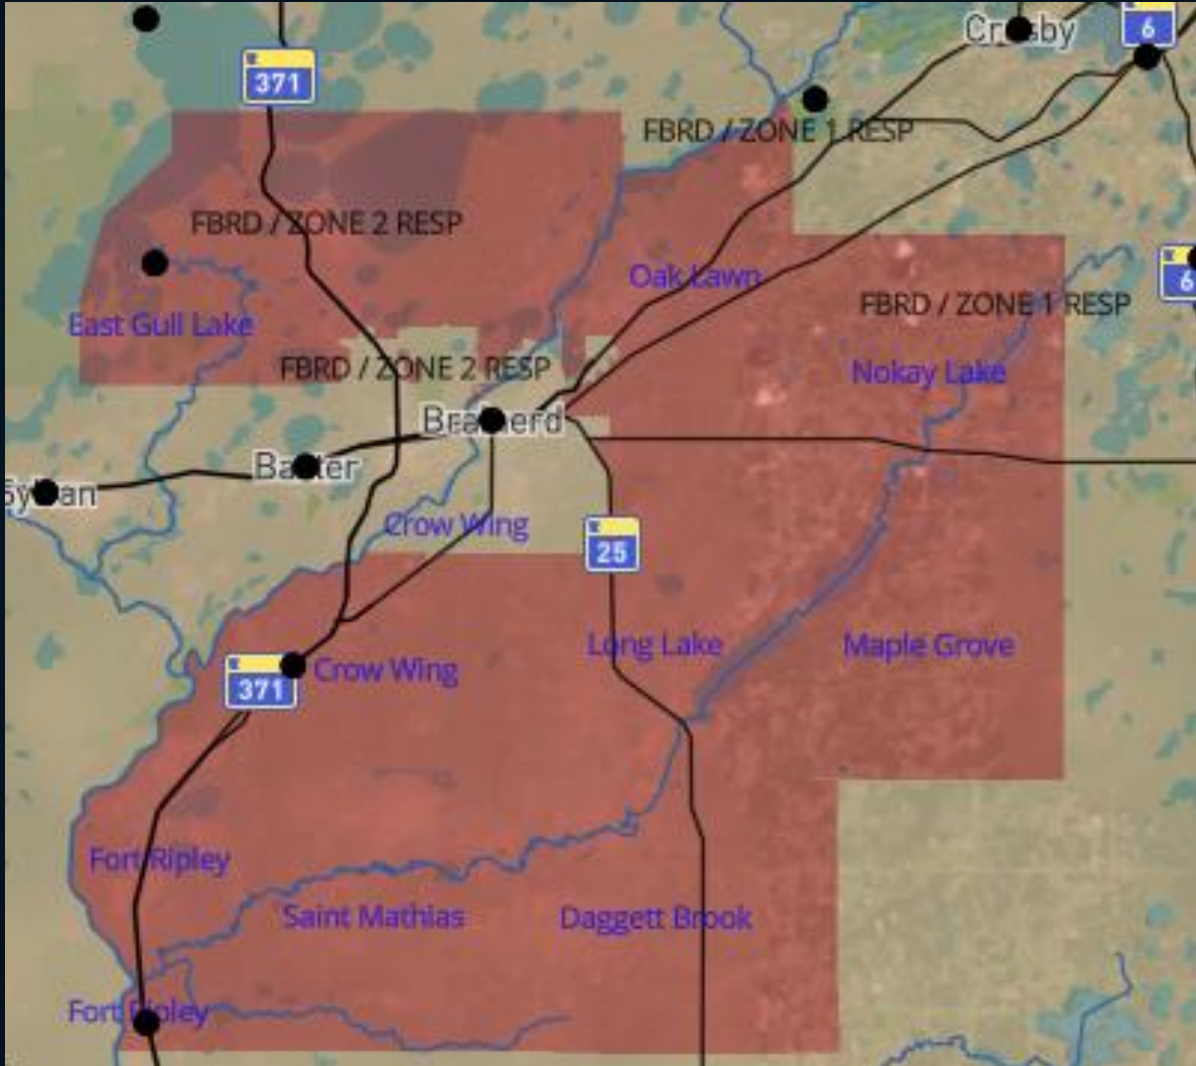 Crosby
6
371
FBRD / ZONE 1 RESP
FBRD / ZONE 2 RESP
Oak Lawn
6
FBRD / ZONE 1 RESP
East Gull Lake
FBRD / ZONE 2 RESP
Nokay Lake
Brainerd
Baxter
Sylvan
Crow Wing
25
Long Lake
Maple Grove
Crow Wing
371
Fort Ripley
Saint Mathias
Daggett Brook
Fort Ripley